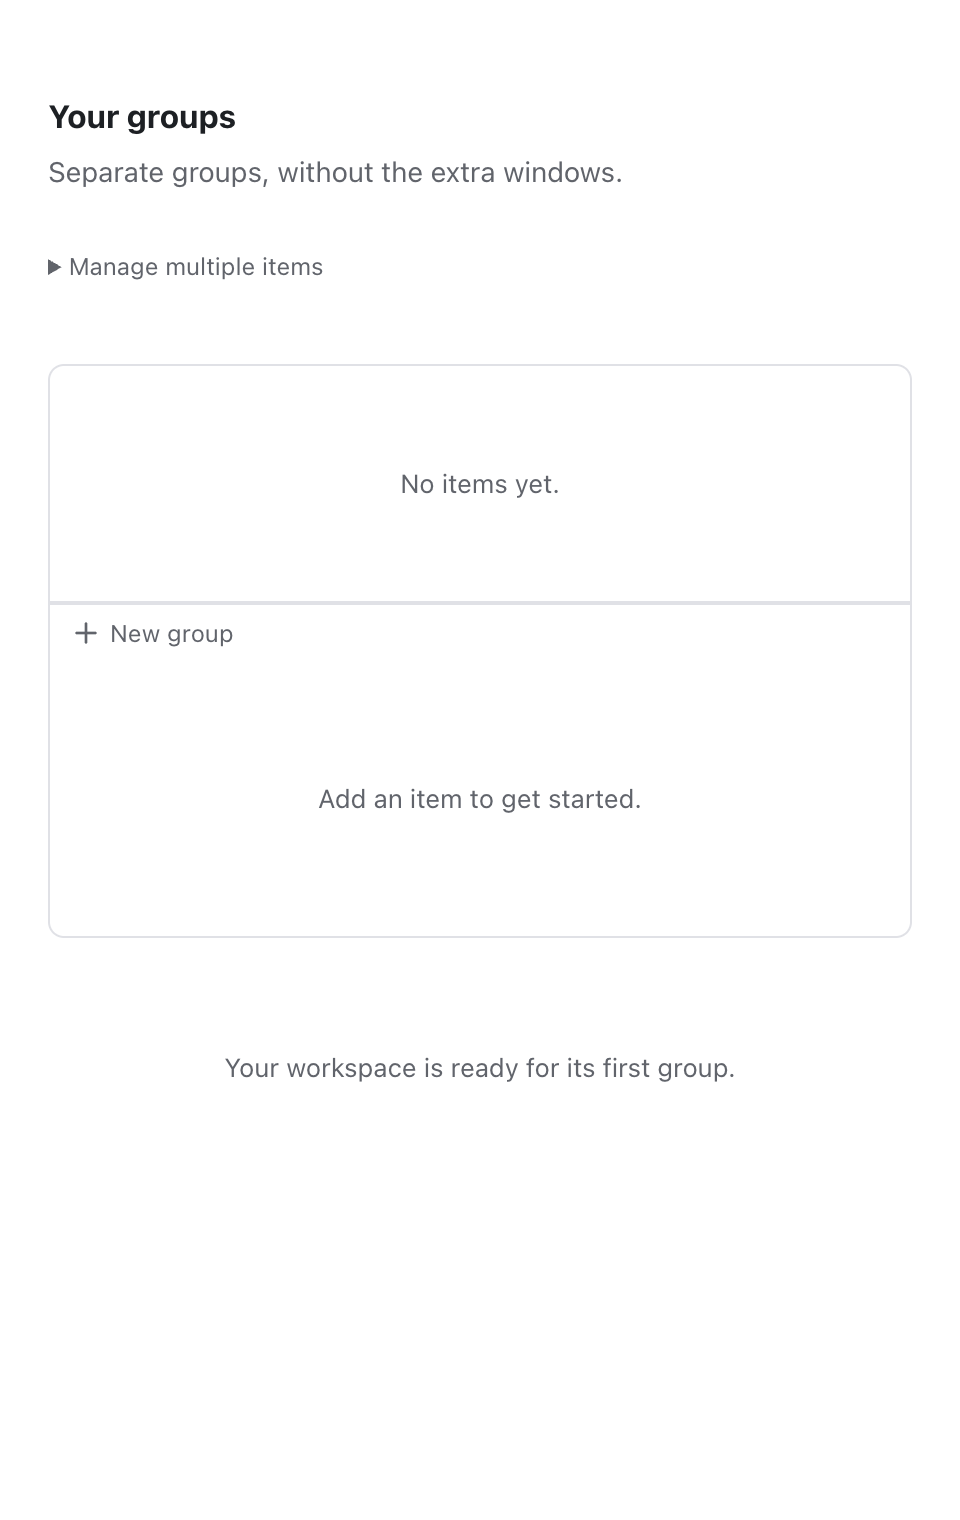 Your groups
Separate groups, without the extra windows.
Manage multiple items
No items yet.
New group
Add an item to get started.
Your workspace is ready for its first group.